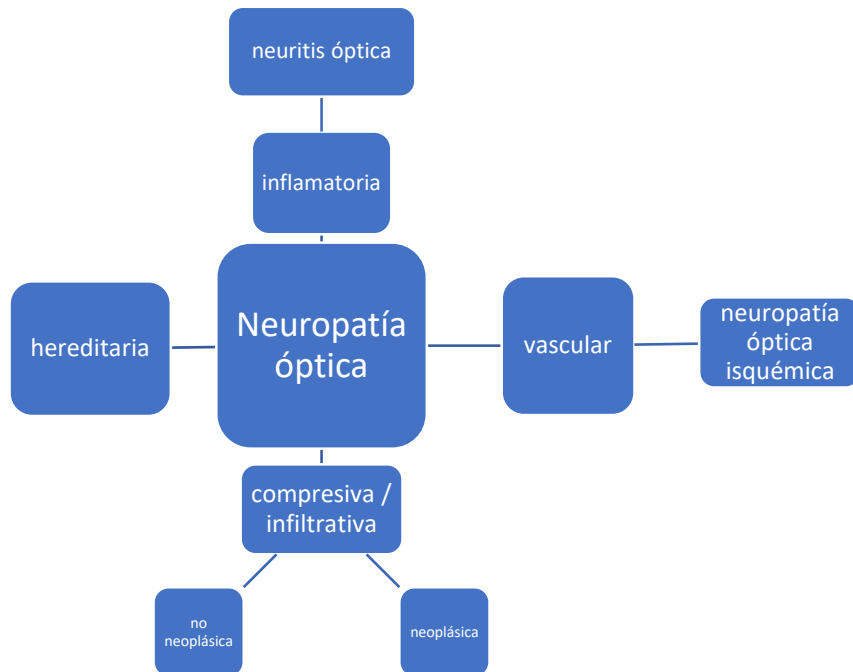 neuritis óptica
inflamatoria
hereditaria
Neuropatía
óptica
vascular
neuropatía
óptica
isquémica
compresiva /
infiltrativa
no
neoplásica
neoplásica